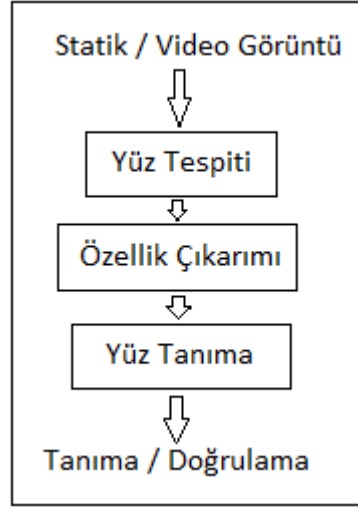 Statik / Video Görüntü
Yüz Tespiti
Özellik Çıkarımı
Yüz Tanıma
Tanıma / Doğrulama